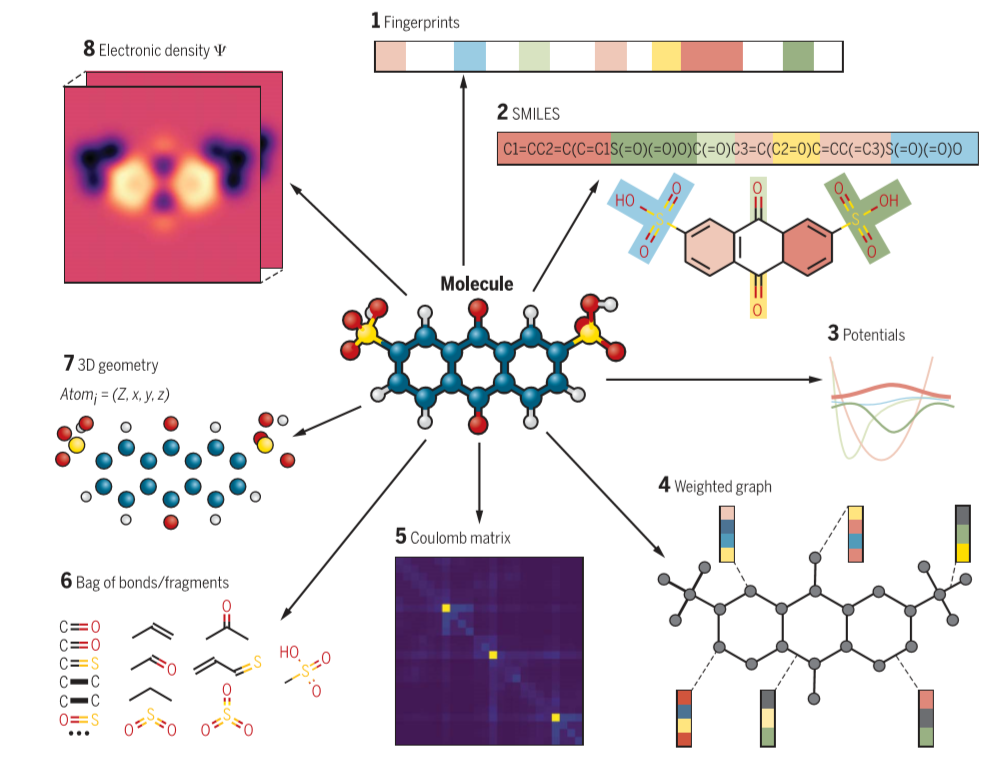 1 Fingerprints
8 Electronic density Ψ
2 SMILES
C1=CC2=C(C=C1S(=O)(=O)O)C(=O)C3=C(C2=O)C=CC(=C3)S(=O)(=O)O
HO O O S O O O S OH O
Molecule
3 Potentials
7 3D geometry
Atom_i = (Z, x, y, z)
4 Weighted graph
5 Coulomb matrix
6 Bag of bonds/fragments
C=O
C=O
C=S
C–C
C–C
O=S
•••
O
O
S
HO O S O
O
O S O
O S O